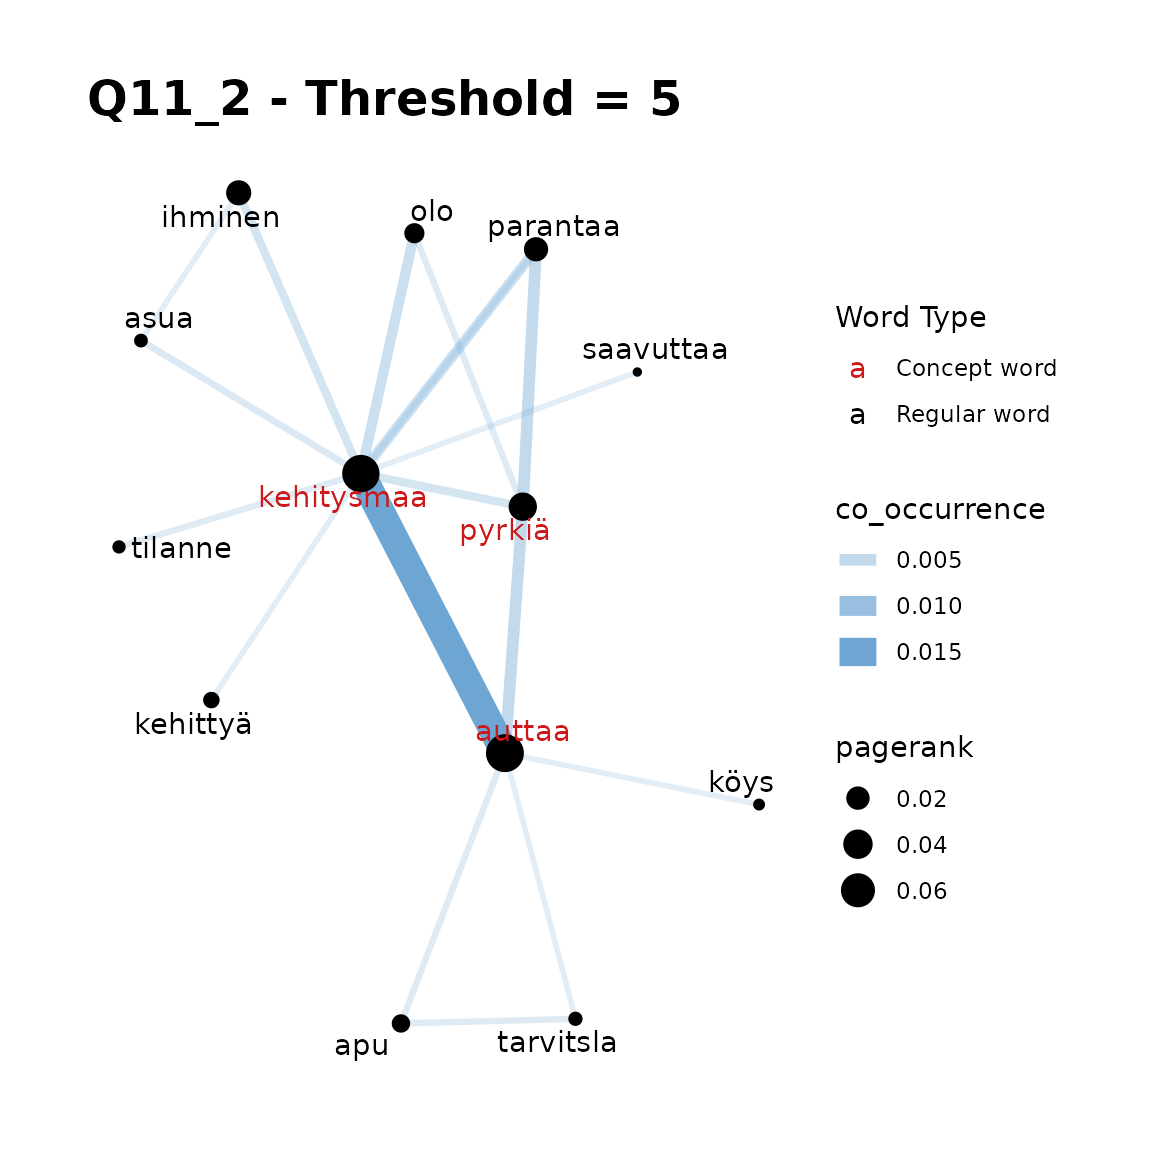 Q11_2 - Threshold = 5
ihminen
olo
parantaa
asua
saavuttaa
kehitysmaa
pyrkiä
tilanne
kehittyä
auttaa
köys
apu
tarvitsla
Word Type
a Concept word
a Regular word
co_occurrence
0.005
0.010
0.015
pagerank
0.02
0.04
0.06